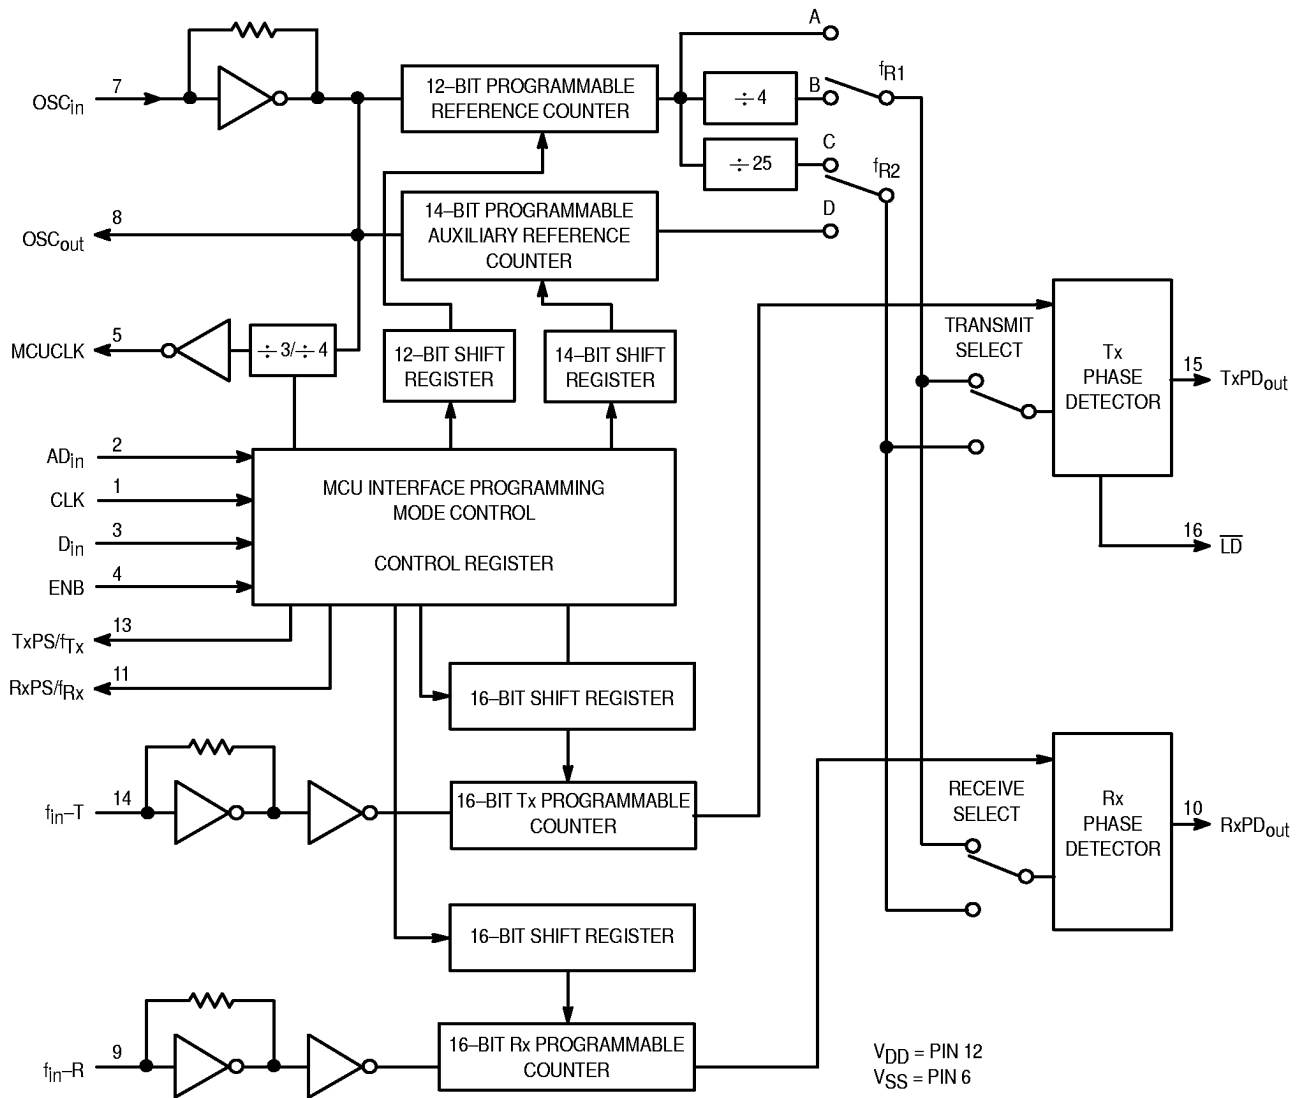 A
7
OSCin
12–BIT PROGRAMMABLE
REFERENCE COUNTER
÷ 4
B
fR1
÷ 25
C
fR2
8
OSCout
14–BIT PROGRAMMABLE
AUXILIARY REFERENCE
COUNTER
D
5
MCUCLK
÷ 3/÷ 4
12–BIT SHIFT
REGISTER
14–BIT SHIFT
REGISTER
TRANSMIT
SELECT
Tx
PHASE
DETECTOR
15
TxPDout
2
ADin
1
CLK
3
Din
4
ENB
MCU INTERFACE PROGRAMMING
MODE CONTROL
CONTROL REGISTER
16
LD
13
TxPS/fTx
11
RxPS/fRx
16–BIT SHIFT REGISTER
14
fin–T
16–BIT Tx PROGRAMMABLE
COUNTER
RECEIVE
SELECT
Rx
PHASE
DETECTOR
10
RxPDout
16–BIT SHIFT REGISTER
9
fin–R
16–BIT Rx PROGRAMMABLE
COUNTER
VDD = PIN 12
VSS = PIN 6